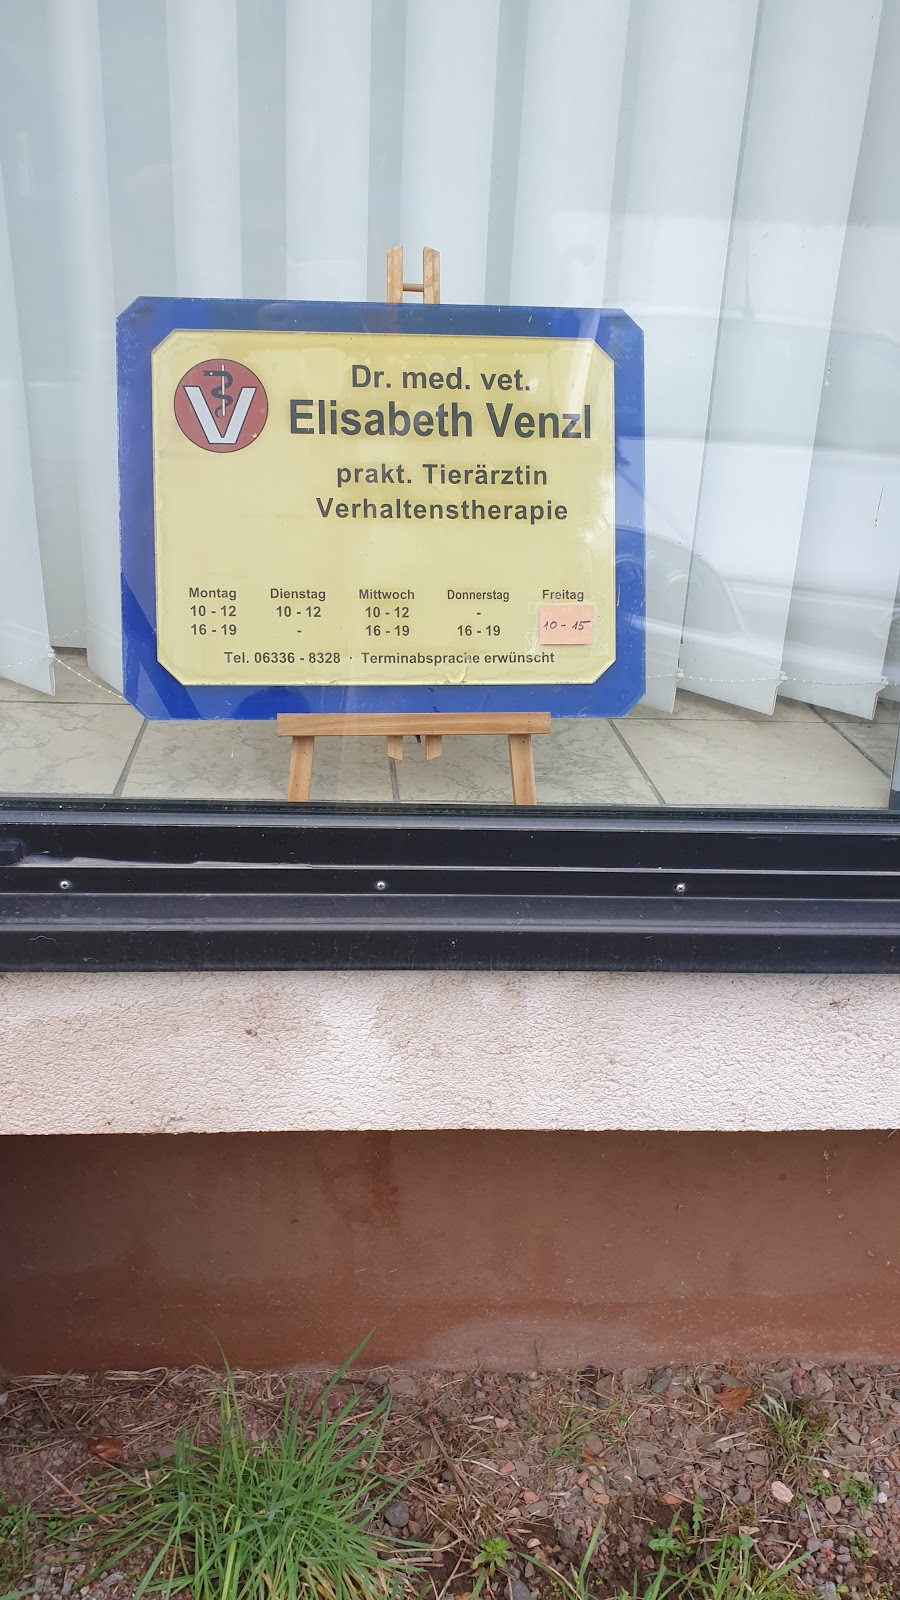 V
Dr. med. vet.
Elisabeth Venzl
prakt. Tierärztin
Verhaltenstherapie
Montag Dienstag Mittwoch Donnerstag Freitag
10 - 12 10 - 12 10 - 12 - 10 - 15
16 - 19 - 16 - 19 16 - 19
Tel. 06336 - 8328 · Terminabsprache erwünscht